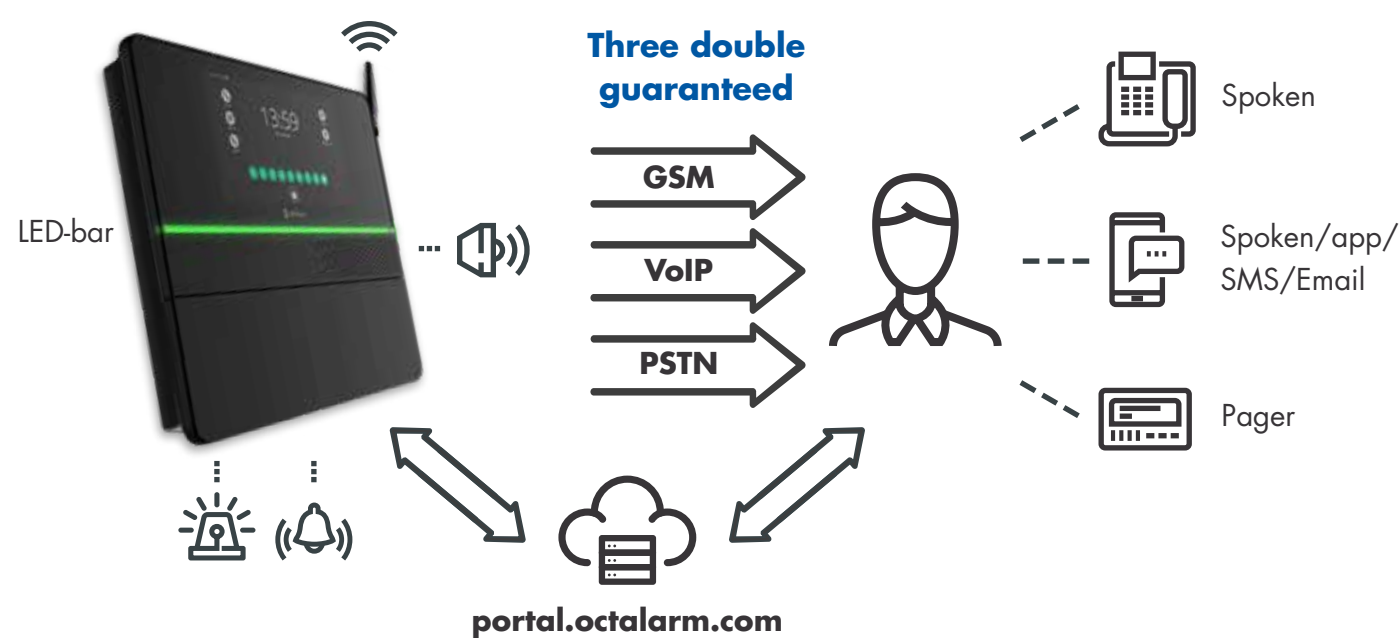 Three double
guaranteed
13:59
LED-bar
GSM
VoIP
PSTN
Spoken
Spoken/app/
SMS/Email
Pager
portal.octalarm.com